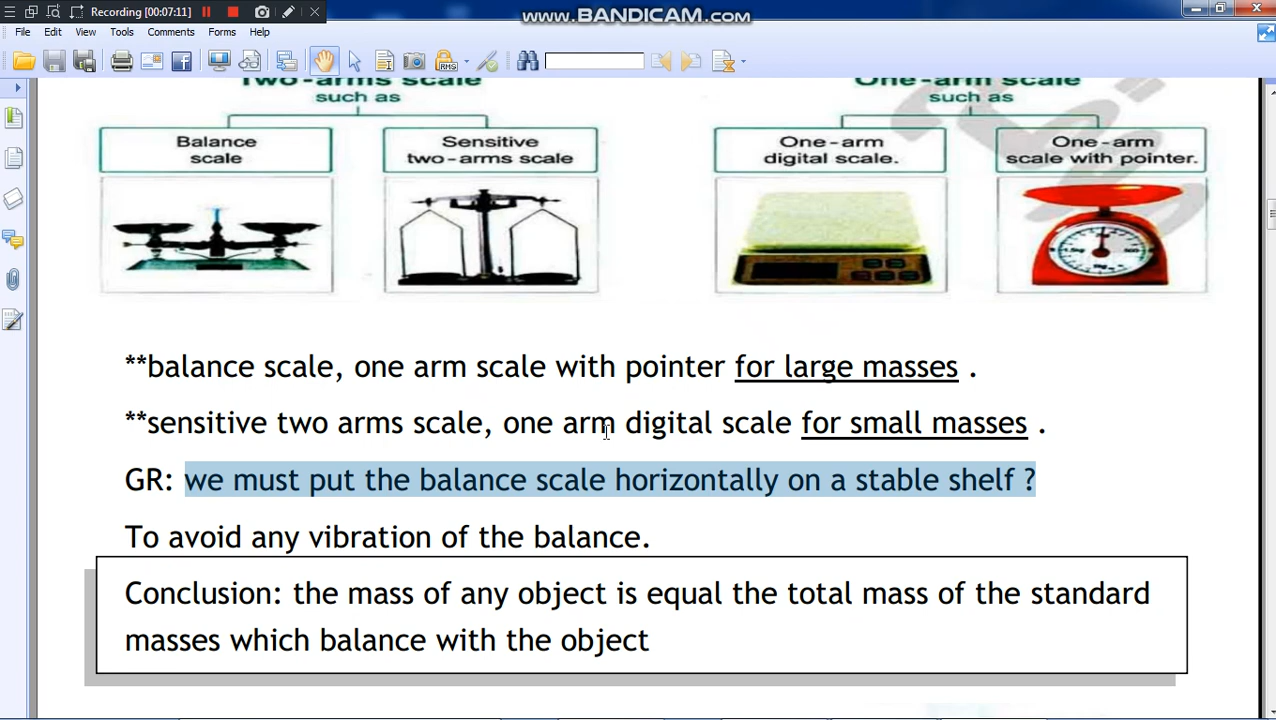 Recording [00:07:11]
www.BANDICAM.com
File Edit View Tools Comments Forms Help
Two-arms scale
such as
One-arm scale
such as
Balance
scale
Sensitive
two-arms scale
One-arm
digital scale.
One-arm
scale with pointer.
**balance scale, one arm scale with pointer for large masses .
**sensitive two arms scale, one arm digital scale for small masses .
GR: we must put the balance scale horizontally on a stable shelf ?
To avoid any vibration of the balance.
Conclusion: the mass of any object is equal the total mass of the standard
masses which balance with the object